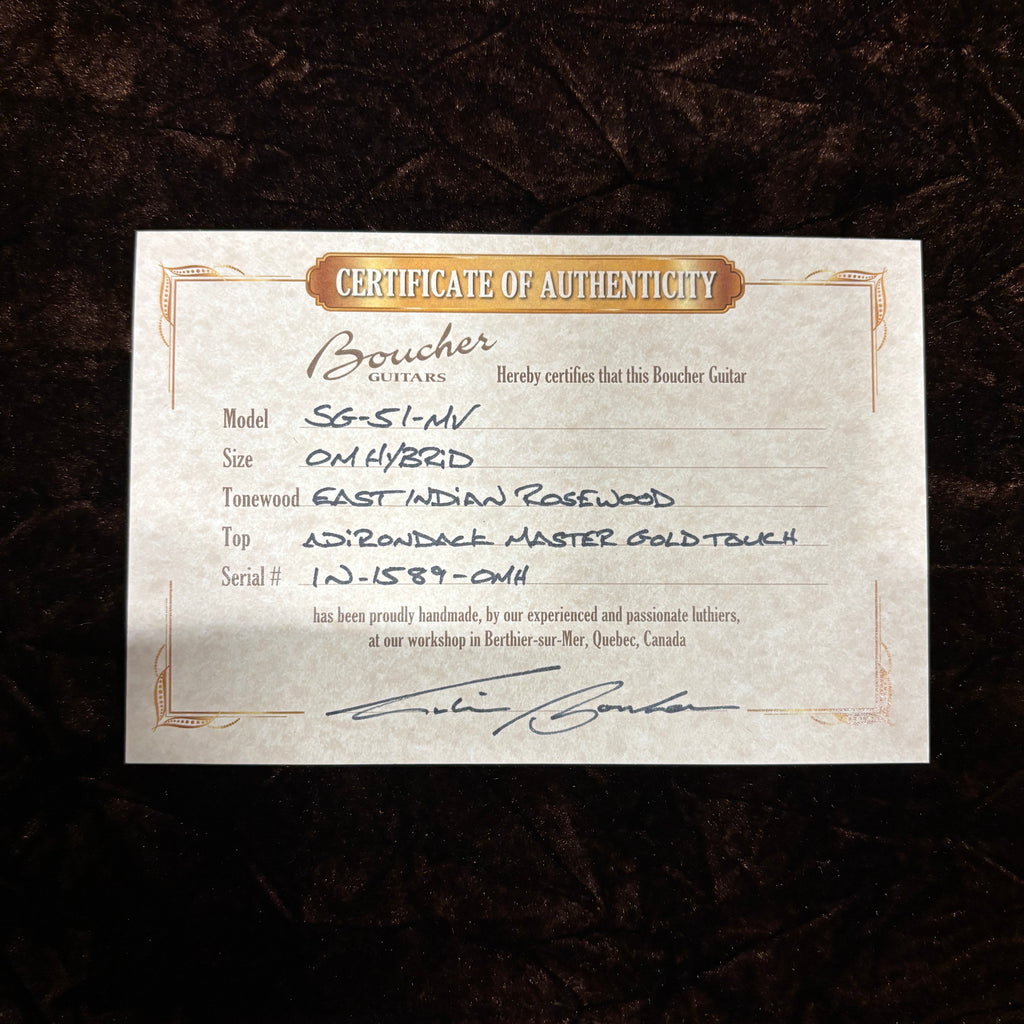 CERTIFICATE OF AUTHENTICITY
Boucher
GUITARS
Hereby certifies that this Boucher Guitar
Model SG-51-MV
Size OM HYBRID
Tonewood EAST INDIAN ROSEWOOD
Top ADIRONDACK MASTER GOLD TOUCH
Serial # IN-1589-OMH
has been proudly handmade, by our experienced and passionate luthiers,
at our workshop in Berthier-sur-Mer, Quebec, Canada
Boucher